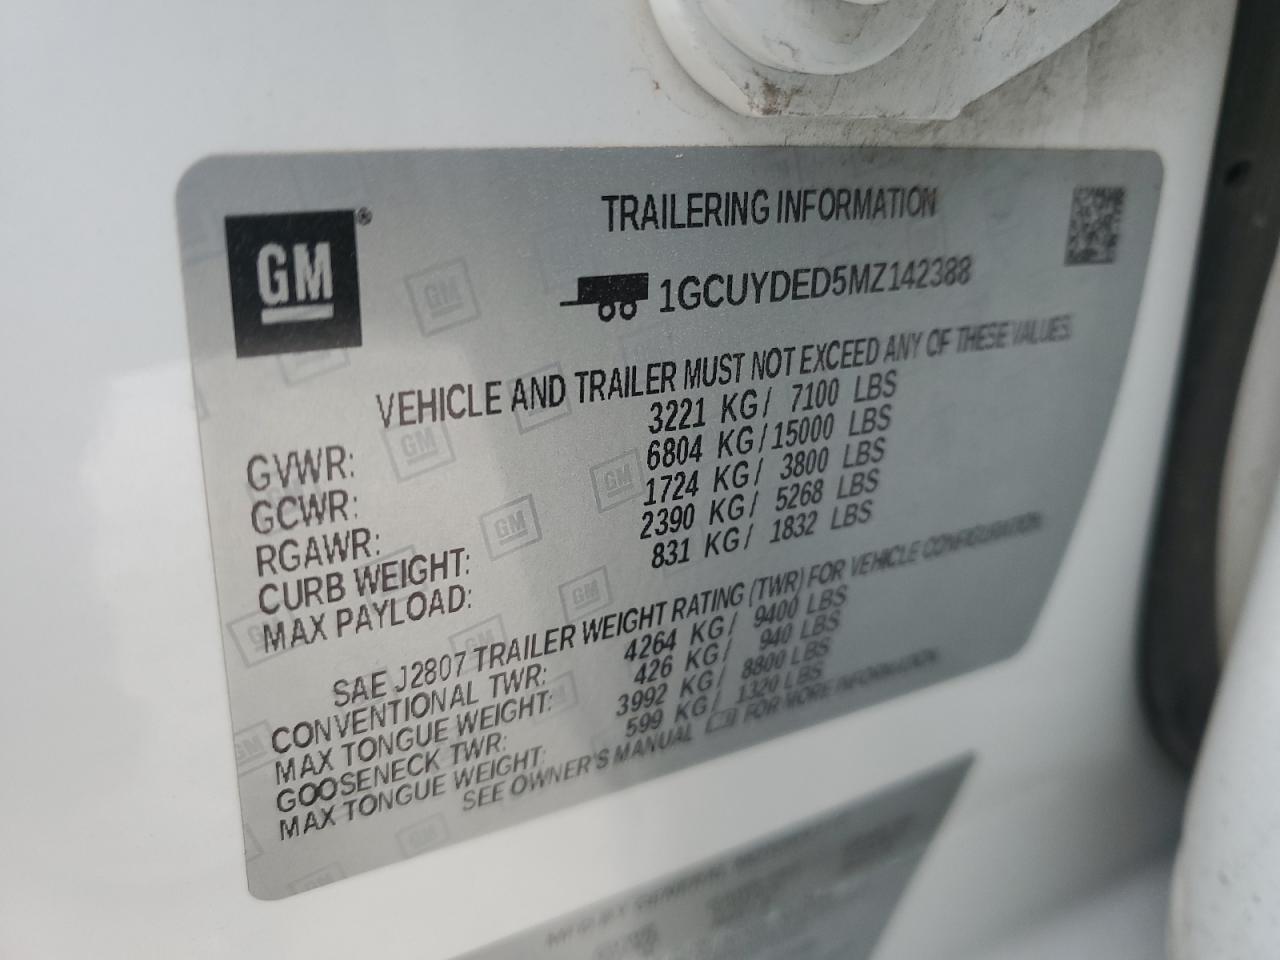 GM®
TRAILERING INFORMATION
1GCUYDED5MZ142388
VEHICLE AND TRAILER MUST NOT EXCEED ANY OF THESE VALUES.
GVWR: 3221 KG/ 7100 LBS
GCWR: 6804 KG/15000 LBS
RGAWR: 1724 KG/ 3800 LBS
CURB WEIGHT: 2390 KG/ 5268 LBS
MAX PAYLOAD: 831 KG/ 1832 LBS
SAE J2807 TRAILER WEIGHT RATING (TWR) FOR VEHICLE CONFIGURATION:
CONVENTIONAL TWR: 4264 KG/ 9400 LBS
MAX TONGUE WEIGHT: 426 KG/ 940 LBS
GOOSENECK TWR: 3992 KG/ 8800 LBS
MAX TONGUE WEIGHT: 599 KG/ 1320 LBS
SEE OWNER'S MANUAL FOR MORE INFORMATION.